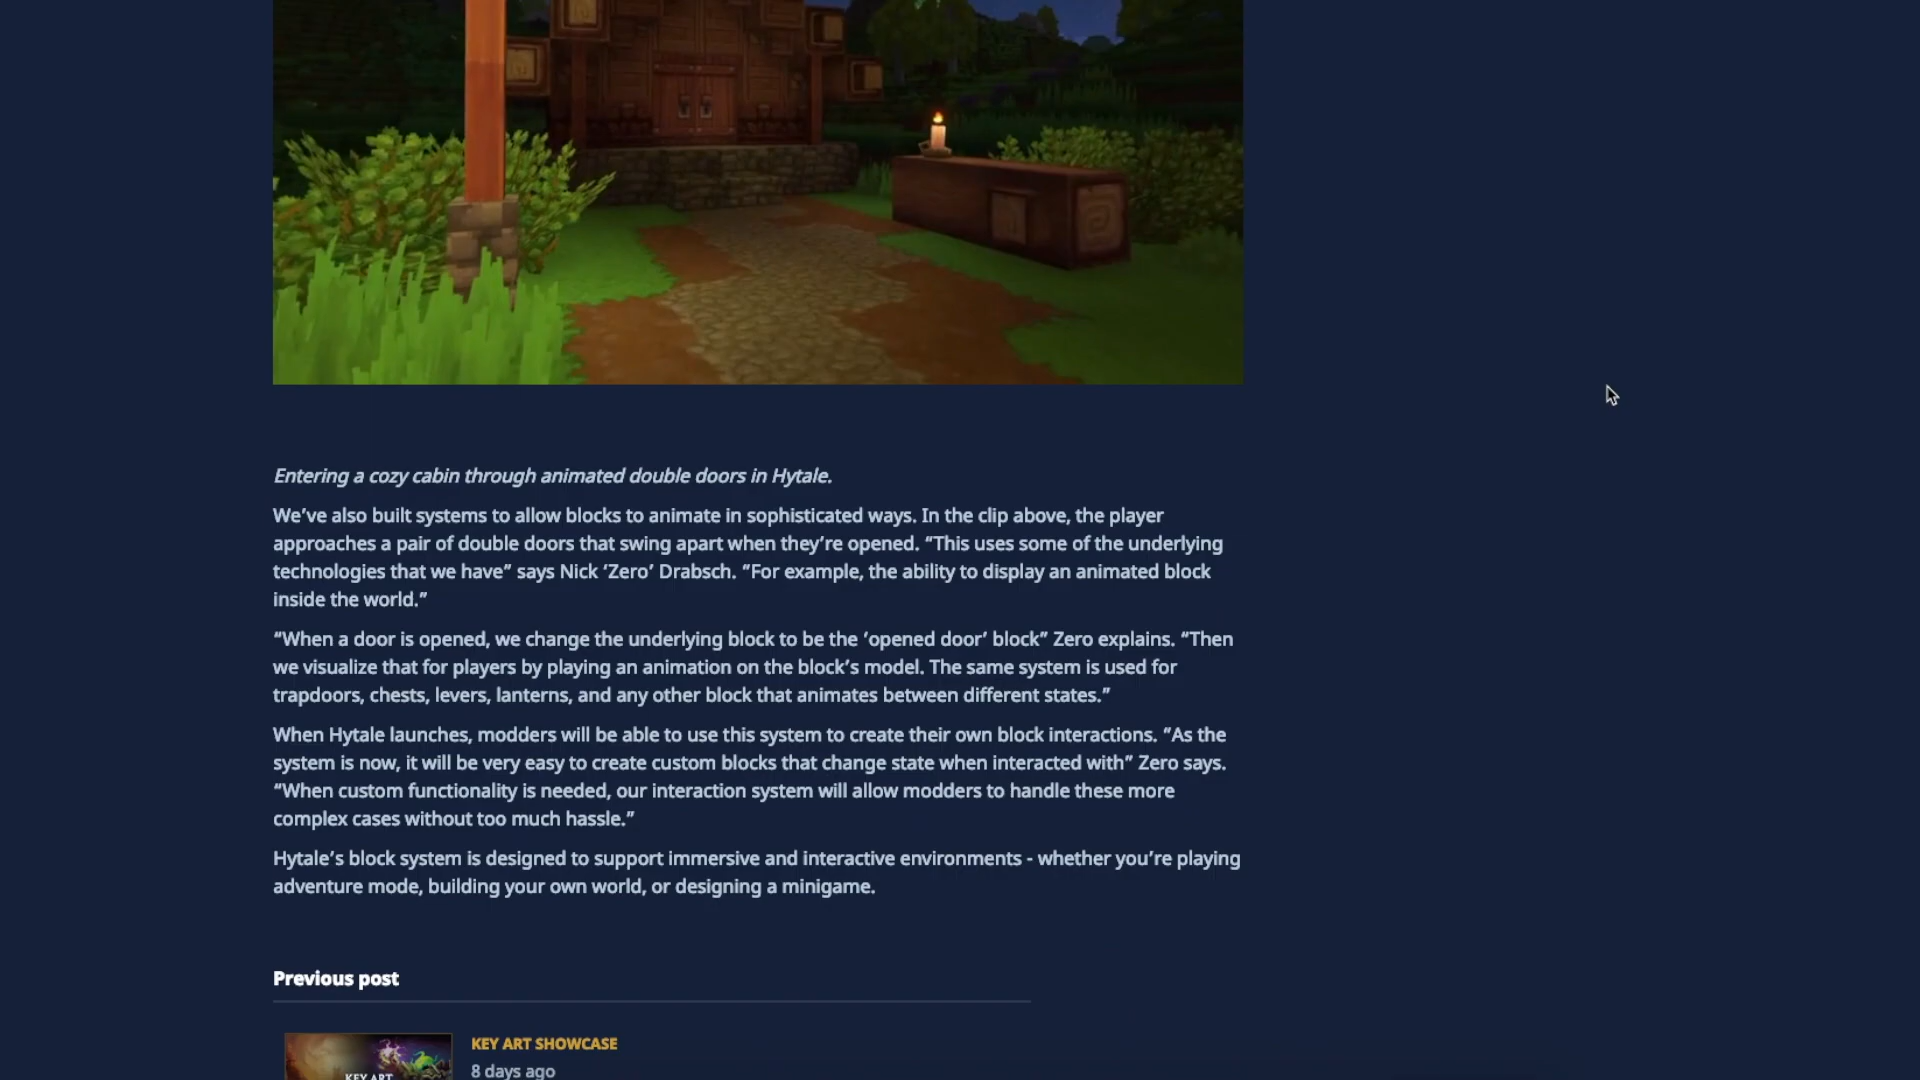 Entering a cozy cabin through animated double doors in Hytale.
We’ve also built systems to allow blocks to animate in sophisticated ways. In the clip above, the player
approaches a pair of double doors that swing apart when they’re opened. “This uses some of the underlying
technologies that we have” says Nick ‘Zero’ Drabsch. “For example, the ability to display an animated block
inside the world.”
“When a door is opened, we change the underlying block to be the ‘opened door’ block” Zero explains. “Then
we visualize that for players by playing an animation on the block’s model. The same system is used for
trapdoors, chests, levers, lanterns, and any other block that animates between different states.”
When Hytale launches, modders will be able to use this system to create their own block interactions. “As the
system is now, it will be very easy to create custom blocks that change state when interacted with” Zero says.
“When custom functionality is needed, our interaction system will allow modders to handle these more
complex cases without too much hassle.”
Hytale’s block system is designed to support immersive and interactive environments - whether you’re playing
adventure mode, building your own world, or designing a minigame.
Previous post
KEY ART SHOWCASE
8 days ago
KEY ART